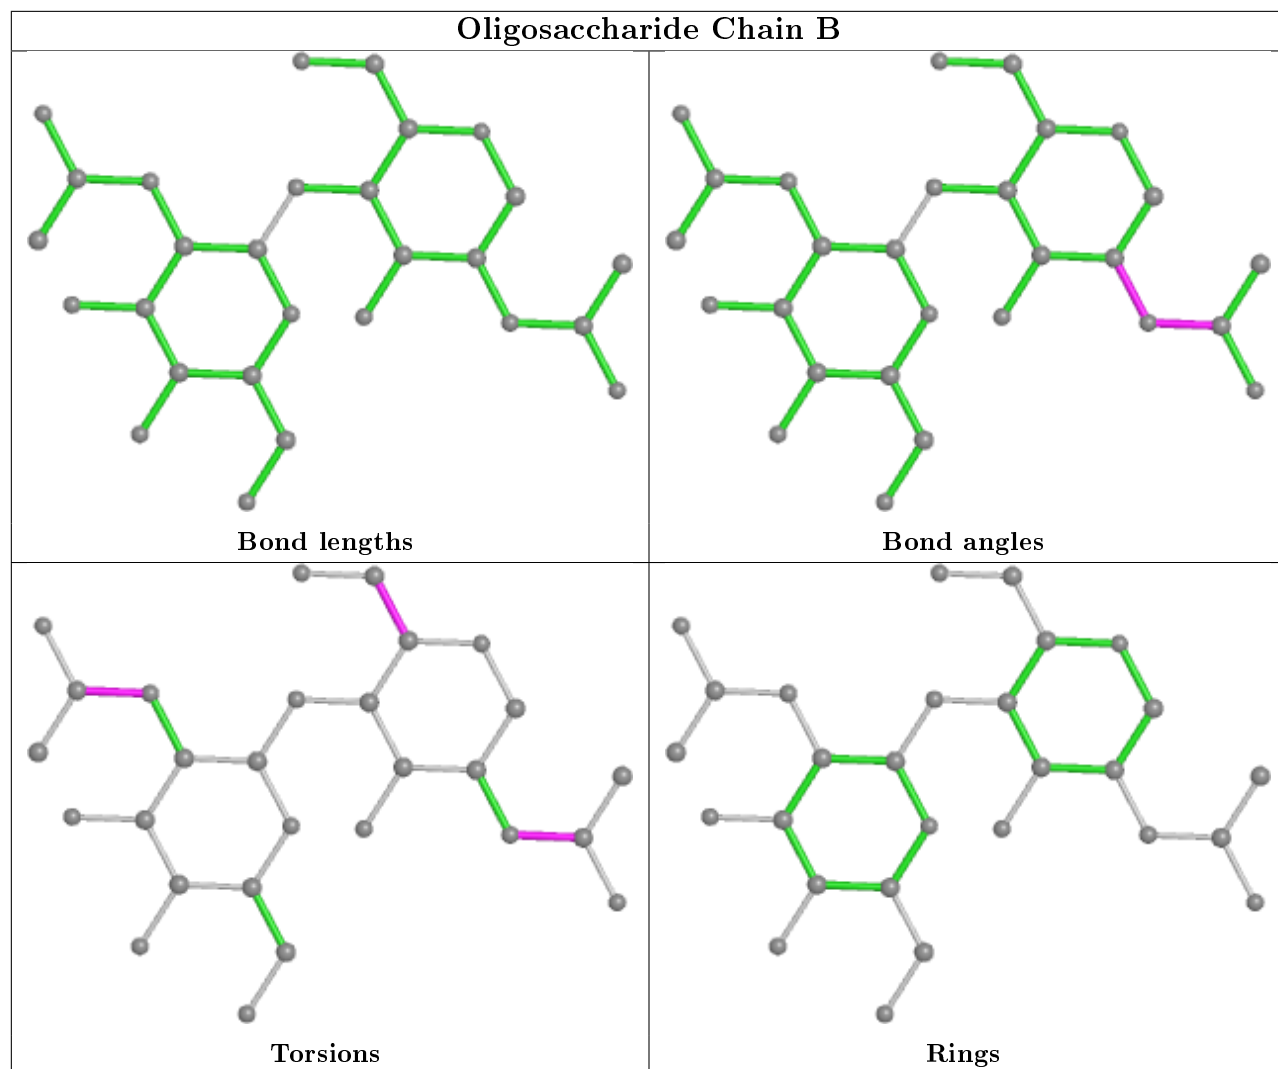 Oligosaccharide Chain B
Bond lengths
Bond angles
Torsions
Rings